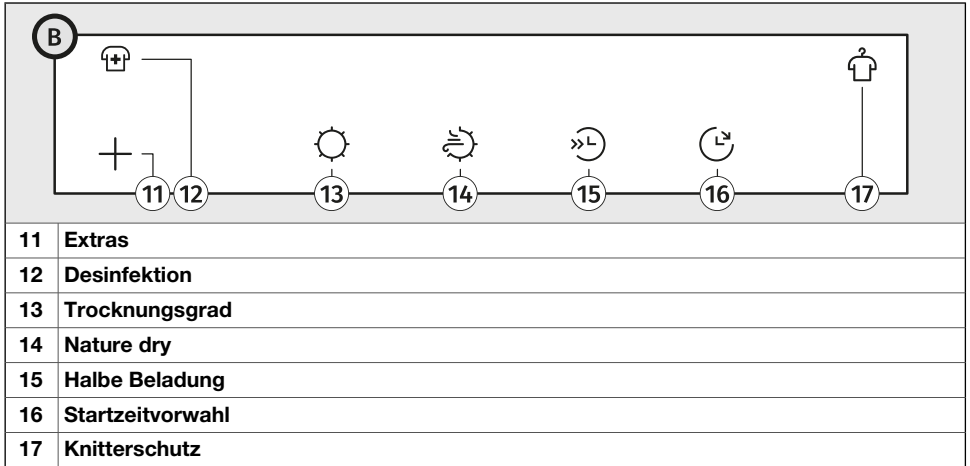 B
11 12 13 14 15 16 17
11 Extras
12 Desinfektion
13 Trocknungsgrad
14 Nature dry
15 Halbe Beladung
16 Startzeitvorwahl
17 Knitterschutz